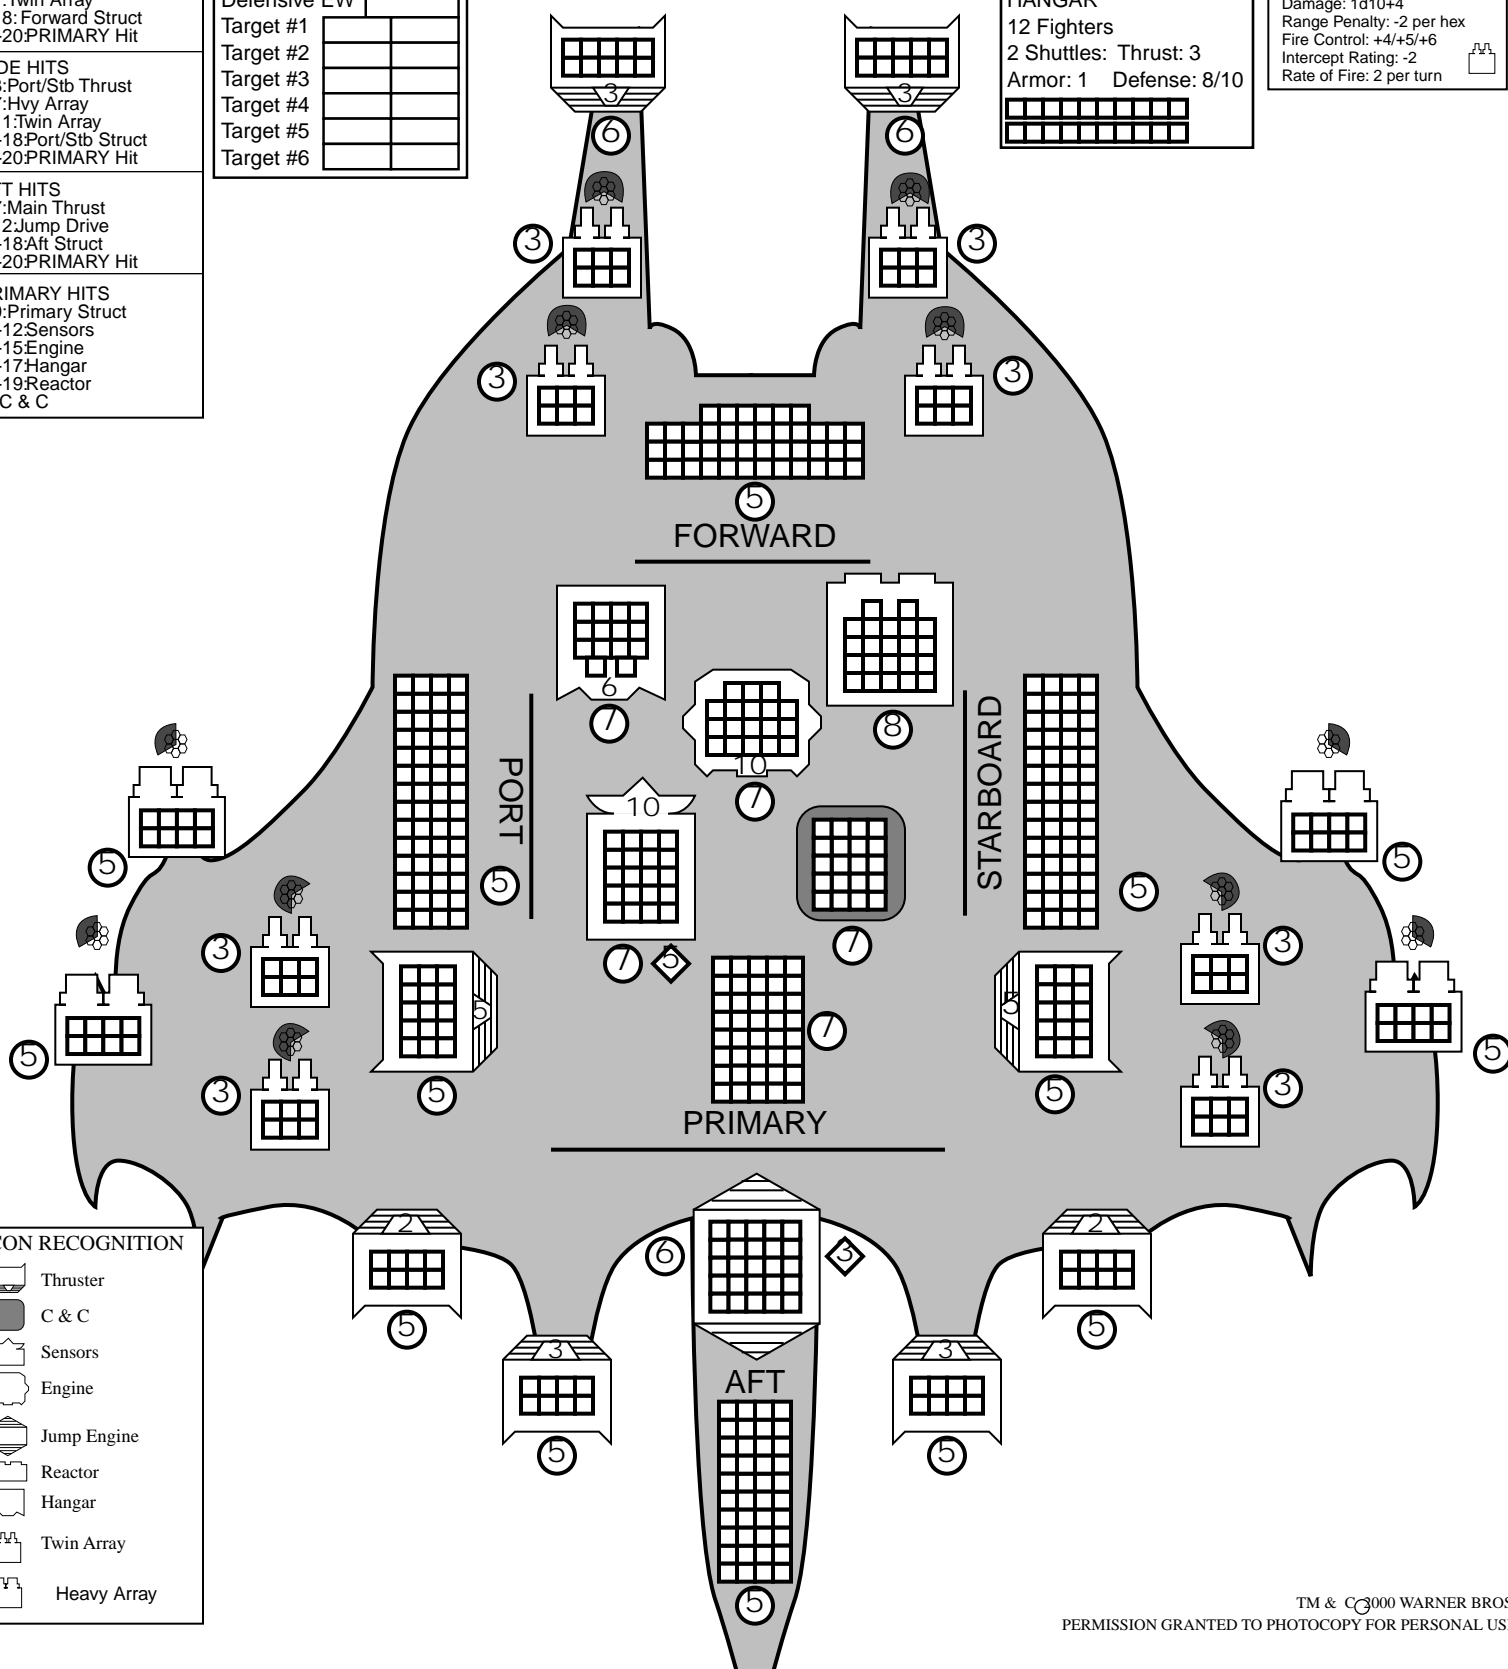 :Twin Array
8: Forward Struct
-20:PRIMARY Hit
DE HITS
:Port/Stb Thrust
:Hvy Array
1:Twin Array
-18:Port/Stb Struct
-20:PRIMARY Hit
T HITS
:Main Thrust
2:Jump Drive
-18:Aft Struct
-20:PRIMARY Hit
RIMARY HITS
:Primary Struct
-12:Sensors
-15:Engine
-17:Hangar
-19:Reactor
C & C
Defensive EW
Target #1
Target #2
Target #3
Target #4
Target #5
Target #6
HANGAR
12 Fighters
2 Shuttles: Thrust: 3
Armor: 1 Defense: 8/10
Damage: 1d10+4
Range Penalty: -2 per hex
Fire Control: +4/+5/+6
Intercept Rating: -2
Rate of Fire: 2 per turn
3
3
6
6
3
3
3
3
5
FORWARD
6
7
8
10
7
PORT
STARBOARD
10
5
5
7
7
5
5
5
5
5
3
3
3
3
5
5
5
5
7
PRIMARY
2
2
6
3
5
5
3
3
5
5
AFT
5
CON RECOGNITION
Thruster
C & C
Sensors
Engine
Jump Engine
Reactor
Hangar
Twin Array
Heavy Array
TM & C 2000 WARNER BROS
PERMISSION GRANTED TO PHOTOCOPY FOR PERSONAL US